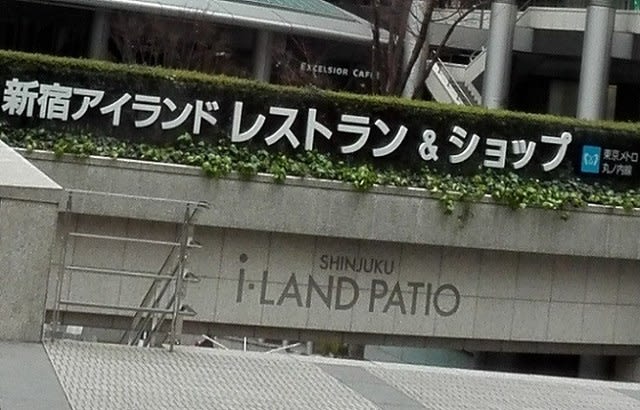 EXCELSIOR CAFFÉ
新宿アイランド レストラン & ショップ
東京メトロ
丸ノ内線
SHINJUKU
i-LAND PATIO